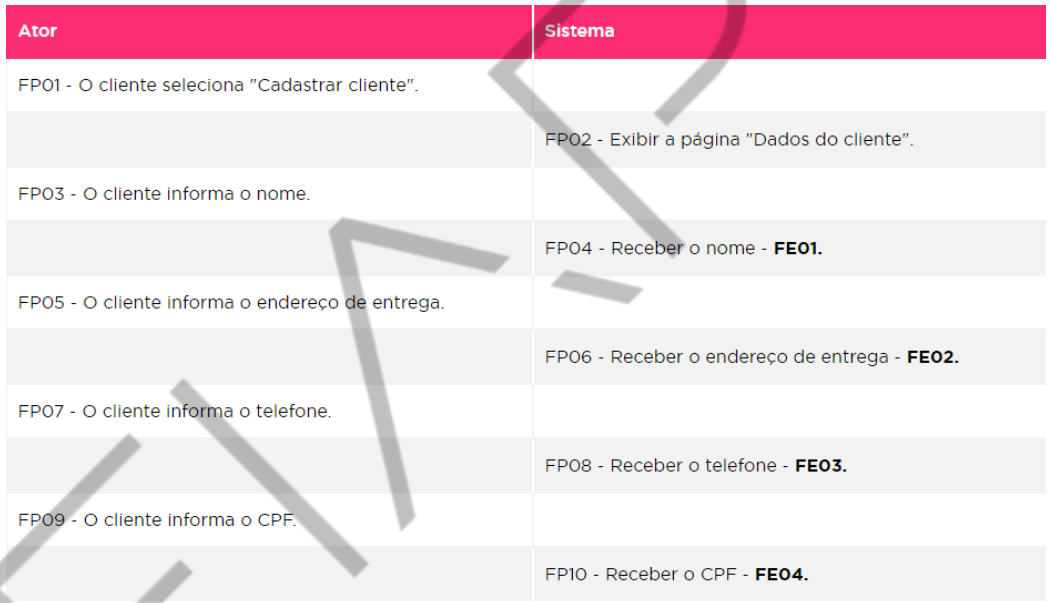 Ator Sistema
FP01 - O cliente seleciona "Cadastrar cliente".
FP02 - Exibir a página "Dados do cliente".
FP03 - O cliente informa o nome.
FP04 - Receber o nome - FE01.
FP05 - O cliente informa o endereço de entrega.
FP06 - Receber o endereço de entrega - FE02.
FP07 - O cliente informa o telefone.
FP08 - Receber o telefone - FE03.
FP09 - O cliente informa o CPF.
FP10 - Receber o CPF - FE04.